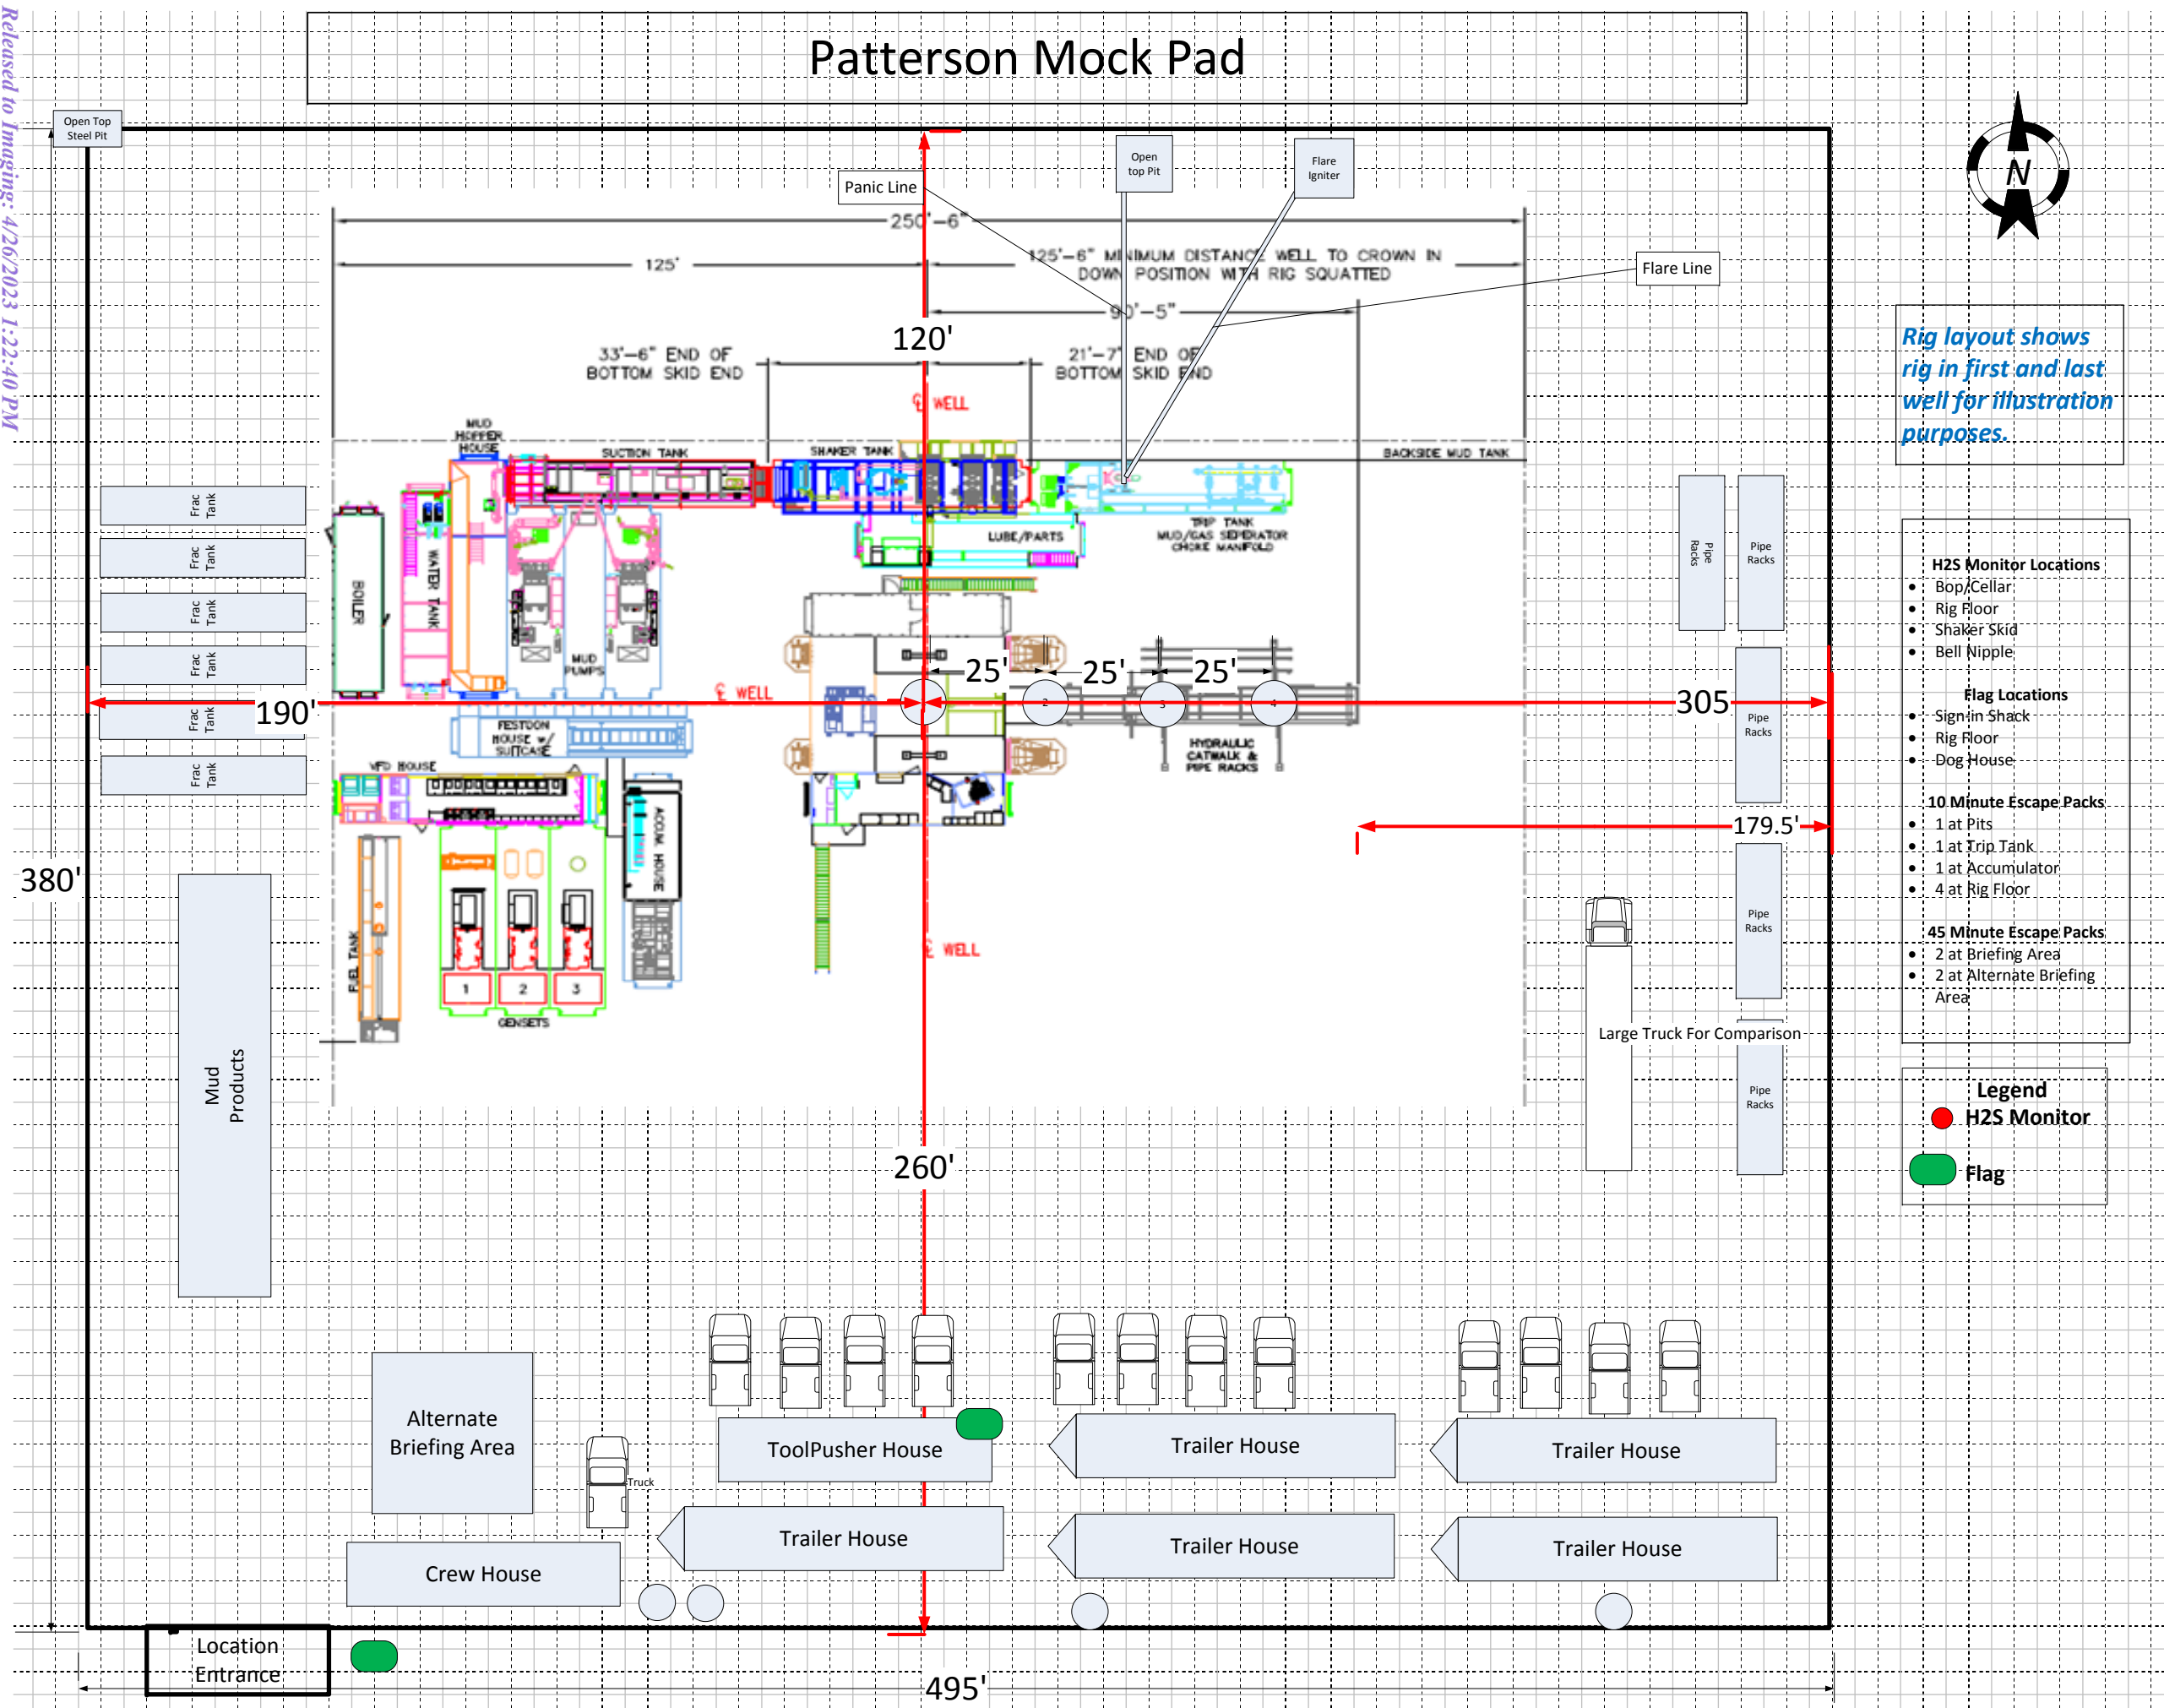 Released to Imaging: 4/26/2023 1:22:40 PM
Patterson Mock Pad
Open Top
Steel Pit
Open
top Pit
Flare
Igniter
Panic Line
N
250'-6"
125'
125'-6" MINIMUM DISTANCE WELL TO CROWN IN
DOWN POSITION WITH RIG SQUATTED
Flare Line
90'-5"
120'
33'-6" END OF
BOTTOM SKID END
21'-7" END OF
BOTTOM SKID END
Rig layout shows
rig in first and last
well for illustration
purposes.
℄ WELL
MUD
HOPPER
HOUSE
SUCTION TANK
SHAKER TANK
BACKSIDE MUD TANK
Frac
Tank
Frac
Tank
Frac
Tank
Frac
Tank
Frac
Tank
Frac
Tank
BOILER
WATER TANK
MUD
PUMPS
LUBE/PARTS
TRIP TANK
MUD/GAS SEPERATOR
CHOKE MANIFOLD
Pipe
Racks
Pipe
Racks
Pipe
Racks
Pipe
Racks
Pipe
Racks
H2S Monitor Locations
• Bop/Cellar
• Rig Floor
• Shaker Skid
• Bell Nipple
Flag Locations
• Sign-in Shack
• Rig Floor
• Dog House
10 Minute Escape Packs
• 1 at Pits
• 1 at Trip Tank
• 1 at Accumulator
• 4 at Rig Floor
45 Minute Escape Packs
• 2 at Briefing Area
• 2 at Alternate Briefing
Area
25'
25'
25'
℄ WELL
2
3
4
190'
305
FESTOON
HOUSE w/
SUITCASE
HYDRAULIC
CATWALK &
PIPE RACKS
VFD HOUSE
179.5'
ACCUM. HOUSE
380'
FUEL TANK
℄ WELL
1
2
3
GENSETS
Large Truck For Comparison
Mud
Products
Legend
H2S Monitor
Flag
260'
Alternate
Briefing Area
Truck
ToolPusher House
Trailer House
Trailer House
Trailer House
Trailer House
Trailer House
Crew House
Location
Entrance
495'